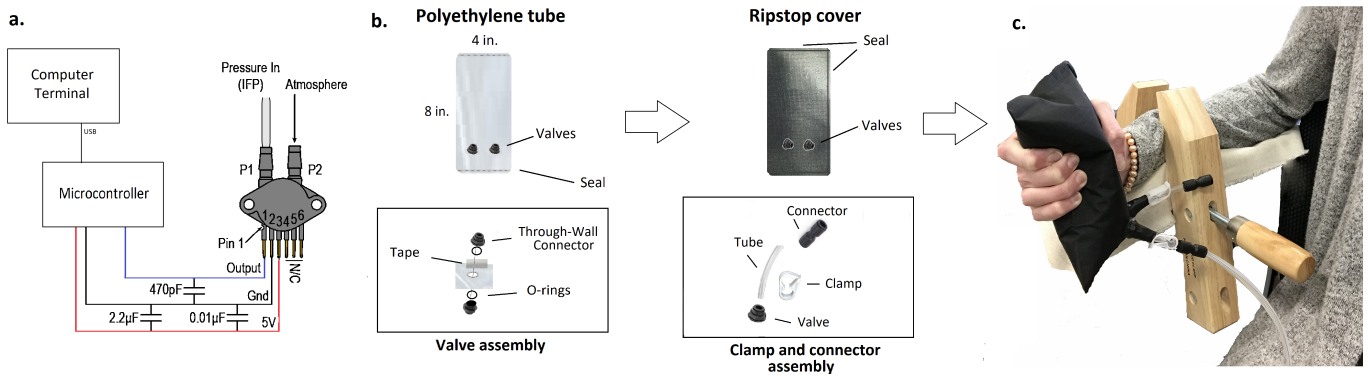 a.
Computer
Terminal
USB
Microcontroller
Pressure In
(IFP)
Atmosphere
P1
P2
1 2 3 4 5 6
Pin 1
Output
N/C
470pF
Gnd
2.2µF
0.01µF
5V
b.
Polyethylene tube
4 in.
8 in.
Valves
Seal
Through-Wall
Connector
Tape
O-rings
Valve assembly
Ripstop cover
Seal
Valves
Connector
Tube
Clamp
Valve
Clamp and connector
assembly
c.